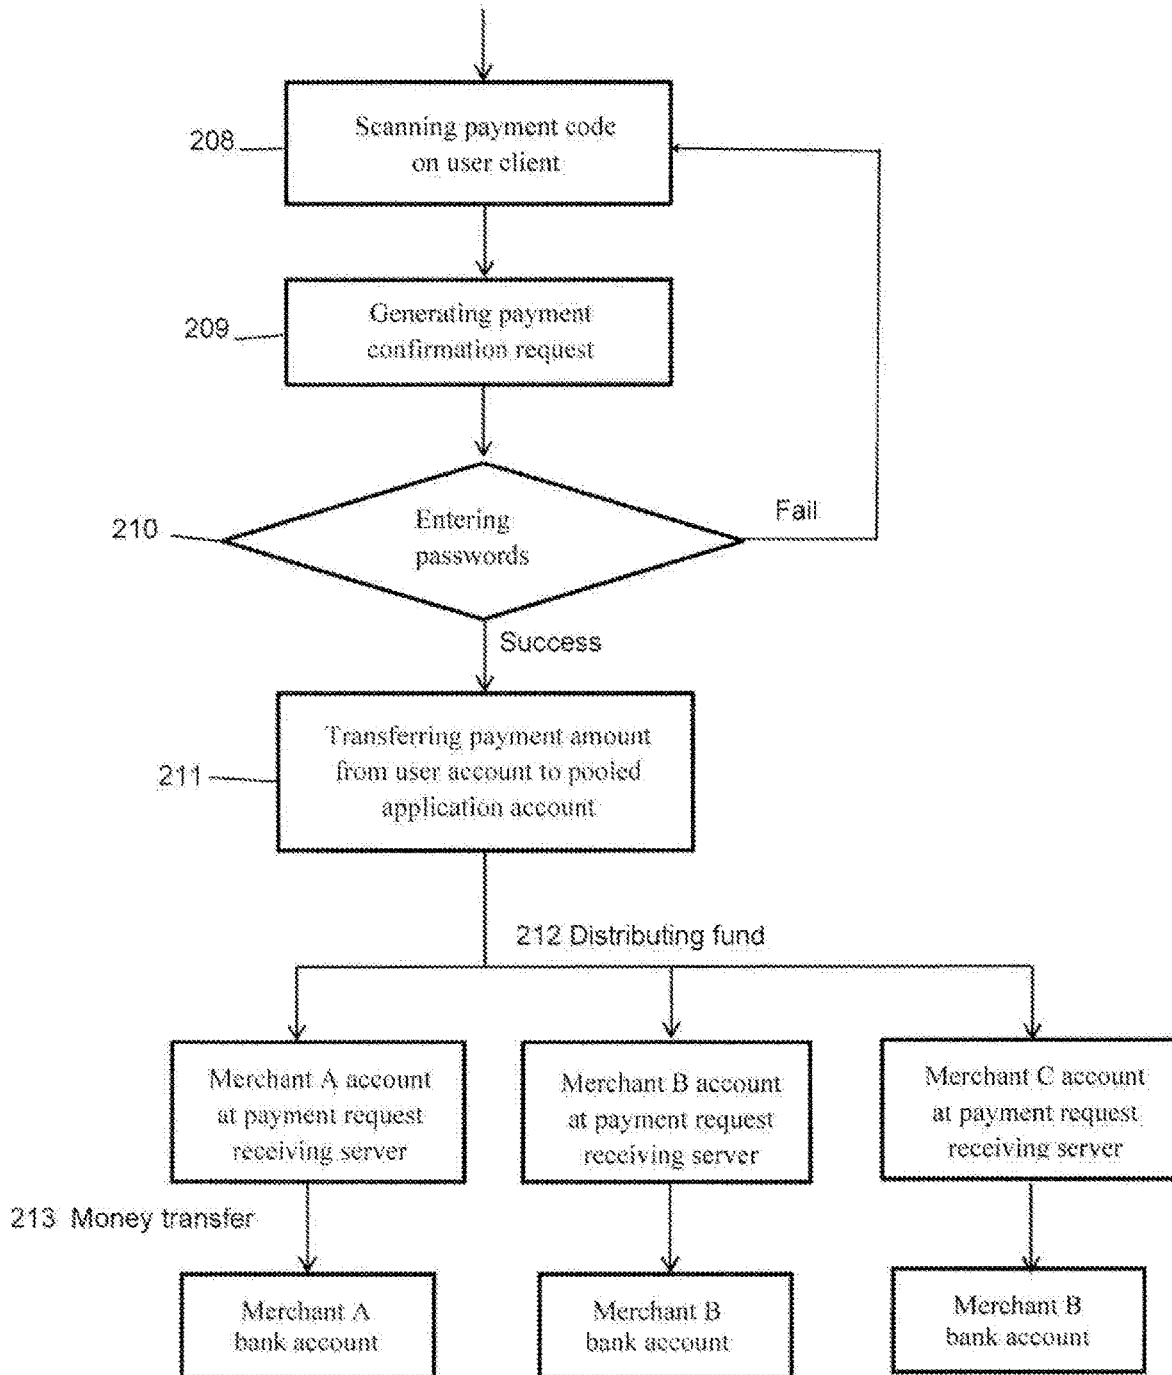 208
Scanning payment code
on user client
209
Generating payment
confirmation request
210
Entering
passwords
Fail
Success
211
Transferring payment amount
from user account to pooled
application account
212 Distributing fund
Merchant A account
at payment request
receiving server
Merchant B account
at payment request
receiving server
Merchant C account
at payment request
receiving server
213 Money transfer
Merchant A
bank account
Merchant B
bank account
Merchant B
bank account